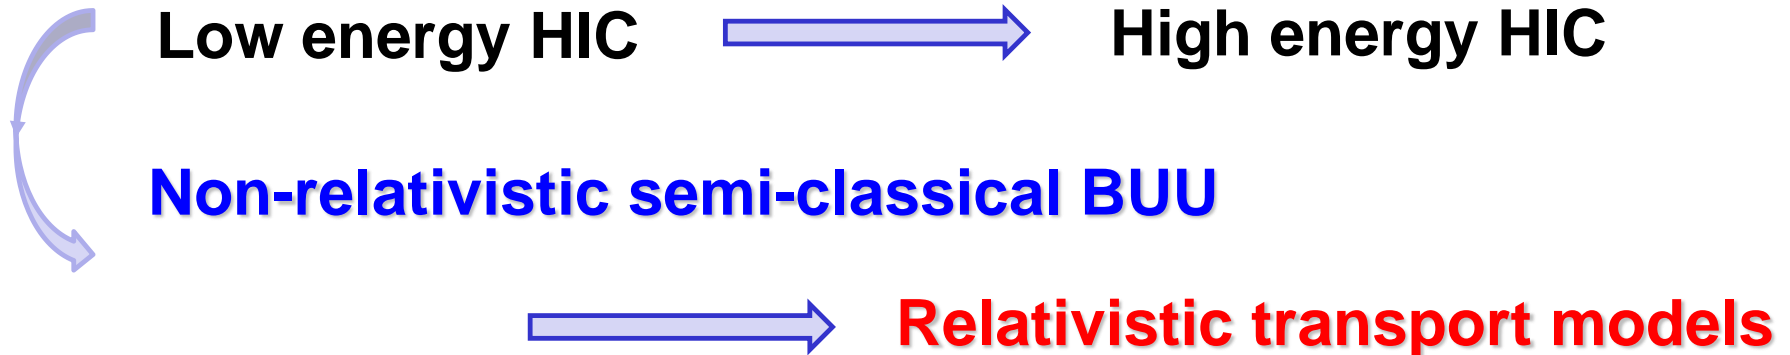 Low energy HIC
High energy HIC
Non-relativistic semi-classical BUU
Relativistic transport models